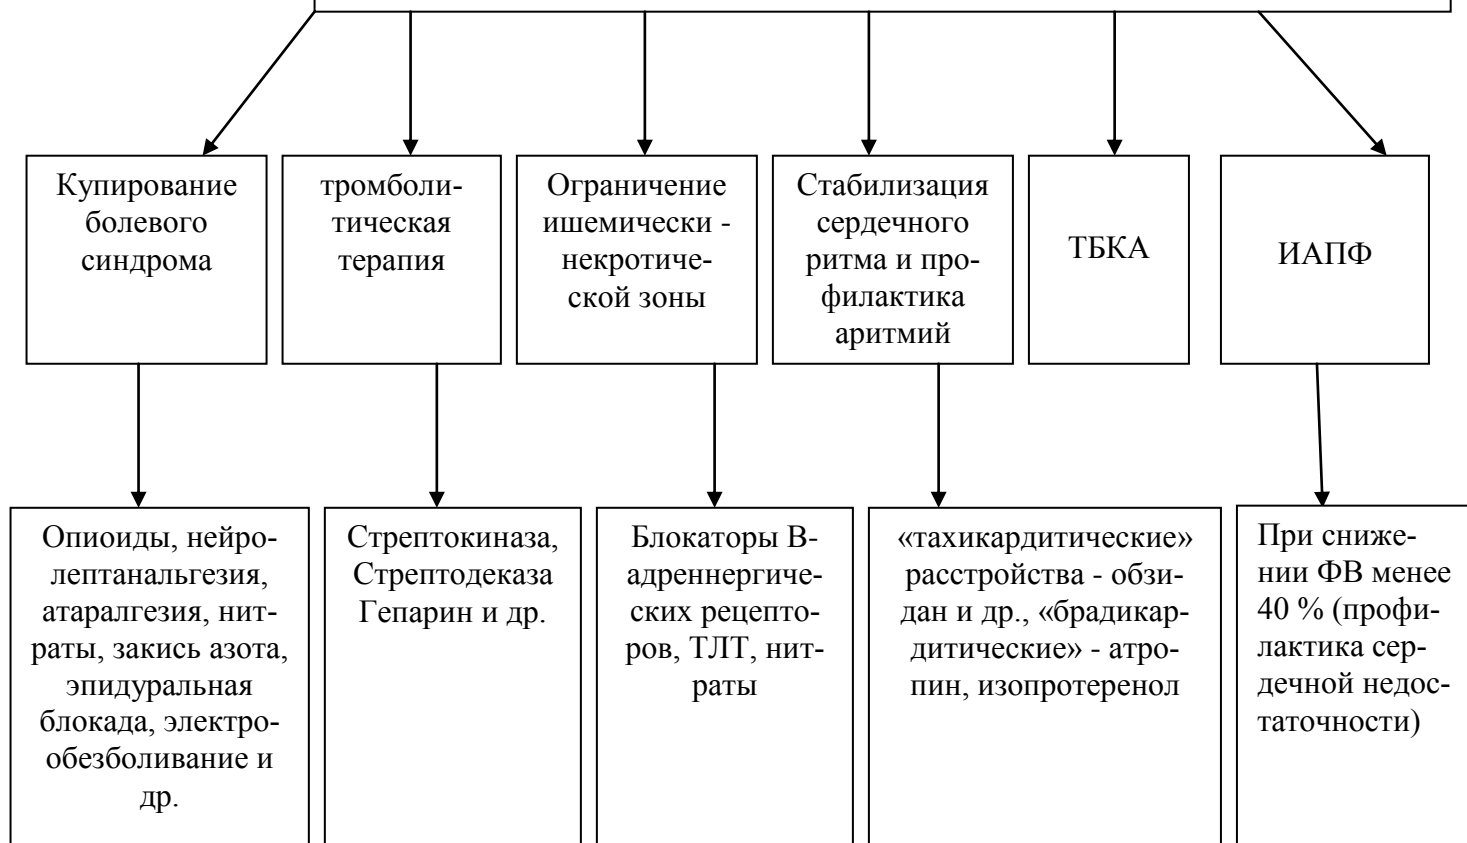 Купирование
болевого
синдрома
тромболи-
тическая
терапия
Ограничение
ишемически -
некротиче-
ской зоны
Стабилизация
сердечного
ритма и про-
филактика
аритмий
ТБКА
ИАПФ
Опиоиды, нейро-
лептанальгезия,
атаралгезия, нит-
раты, закись азота,
эпидуральная
блокада, электро-
обезболивание и
др.
Стрептокиназа,
Стрептодеказа
Гепарин и др.
Блокаторы В-
адреннергиче-
ских рецепто-
ров, ТЛТ, нит-
раты
«тахикардитические»
расстройства - обзи-
дан и др., «брадикар-
дитические» - атро-
пин, изопротеренол
При сниже-
нии ФВ менее
40 % (профи-
лактика сер-
дечной недос-
таточности)